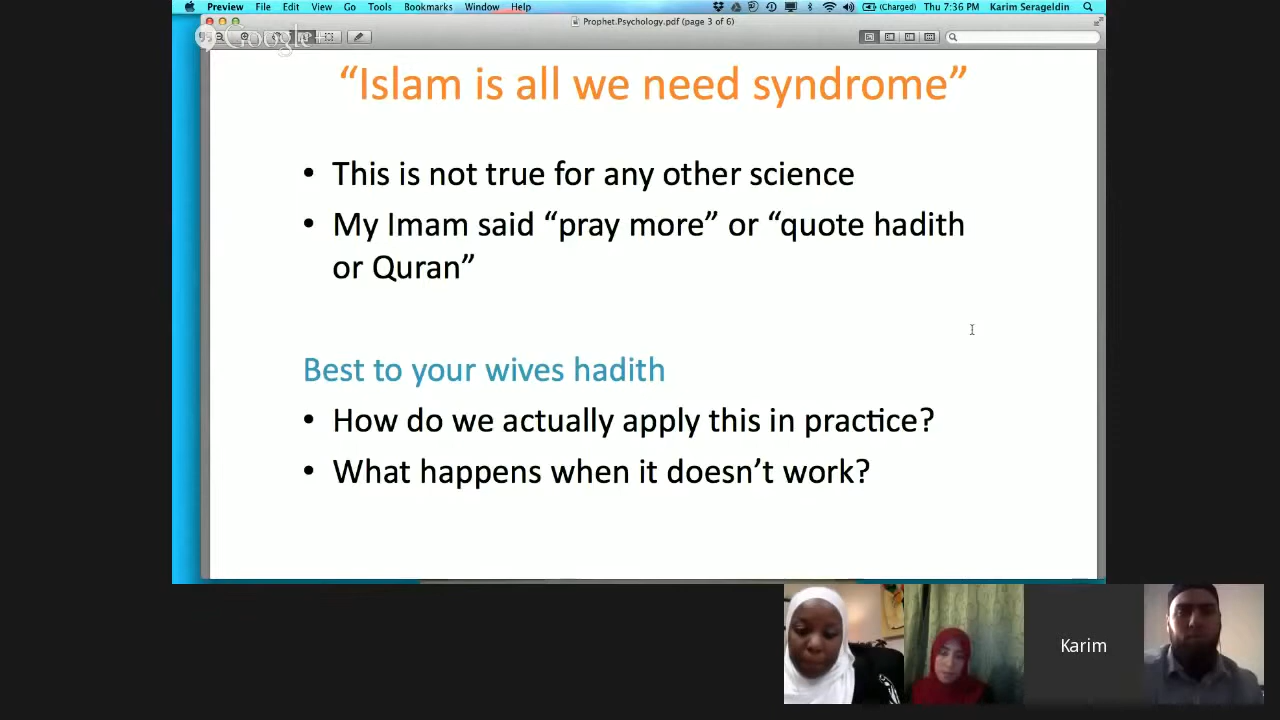 Preview File Edit View Go Tools Bookmarks Window Help (Charged) Thu 7:36 PM Karim Serageldin
Prophet.Psychology.pdf (page 3 of 6)
Google+
“Islam is all we need syndrome”
• This is not true for any other science
• My Imam said “pray more” or “quote hadith
or Quran”
Best to your wives hadith
• How do we actually apply this in practice?
• What happens when it doesn’t work?
Karim